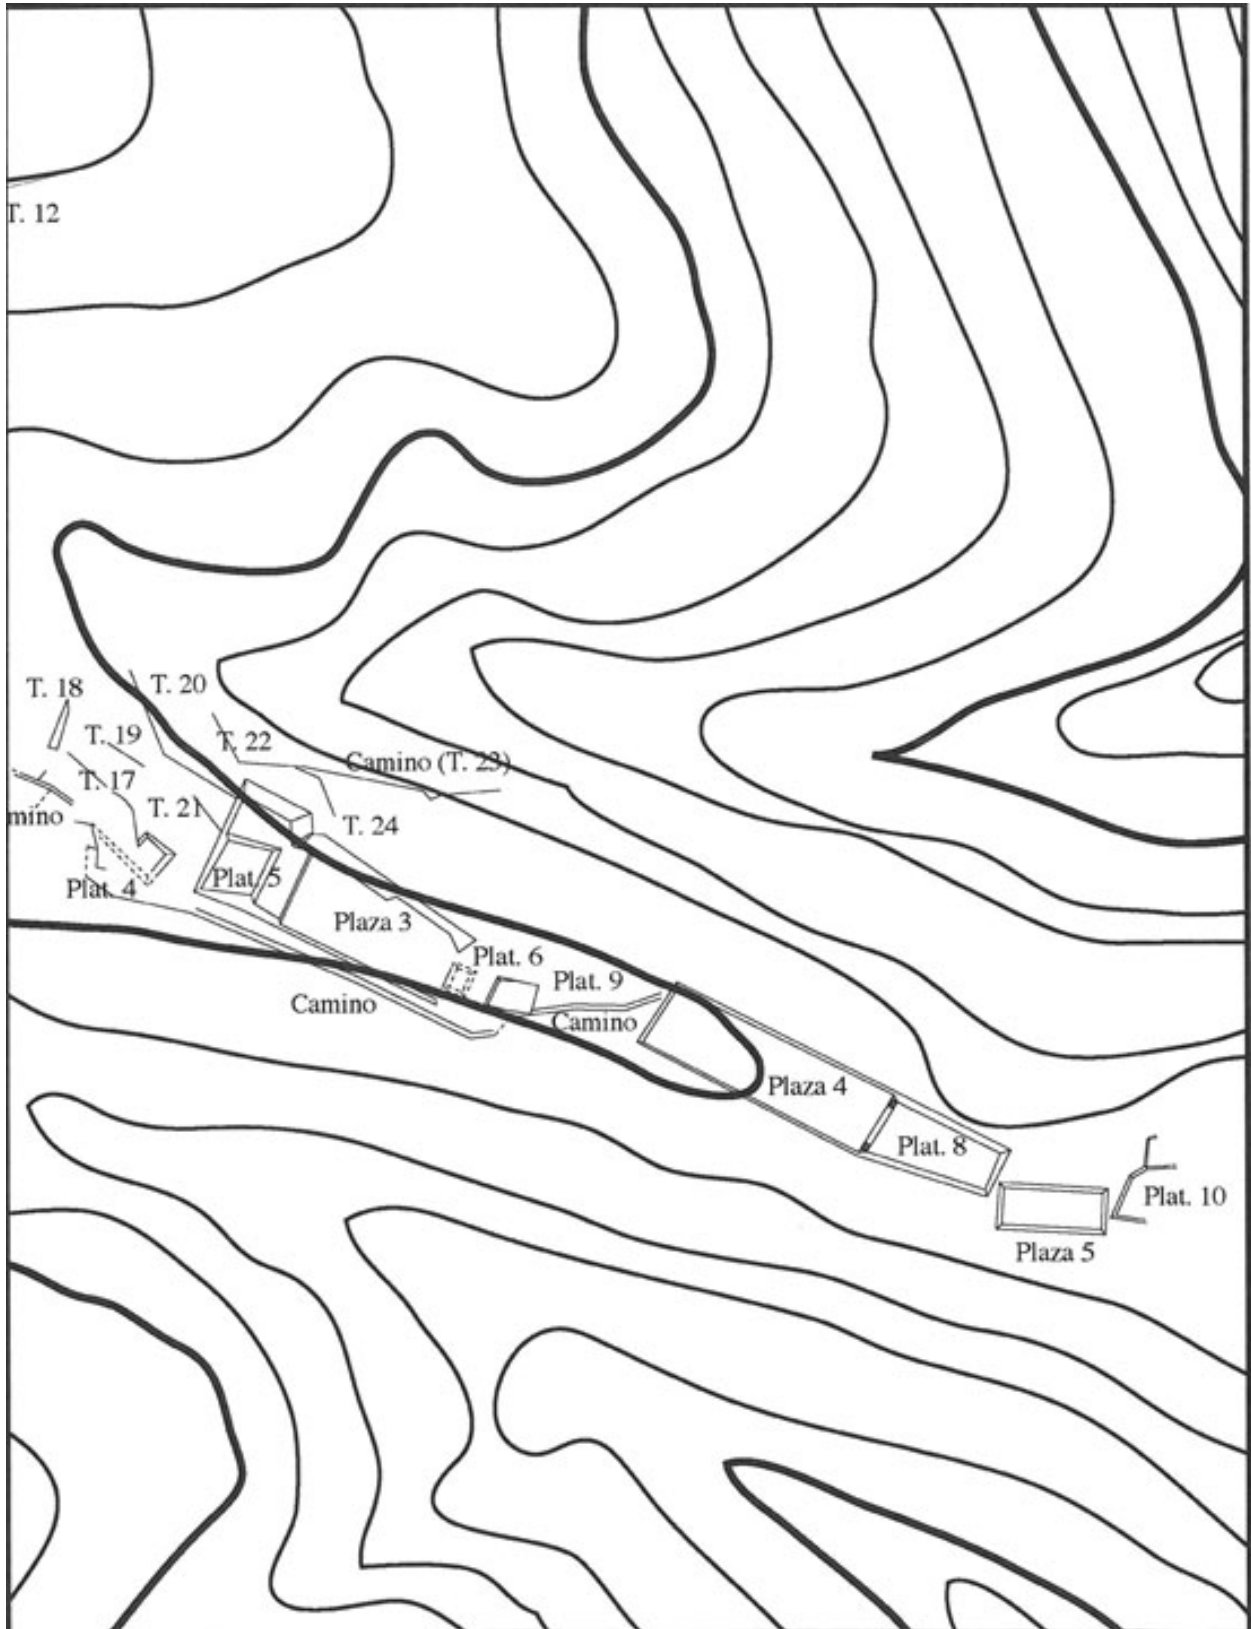 T. 12
T. 18
T. 20
T. 19
T. 22
Camino (T. 23)
T. 17
T. 21
mino
T. 24
Plat. 4
Plat. 5
Plaza 3
Plat. 6
Plat. 9
Camino
Camino
Plaza 4
Plat. 8
Plat. 10
Plaza 5